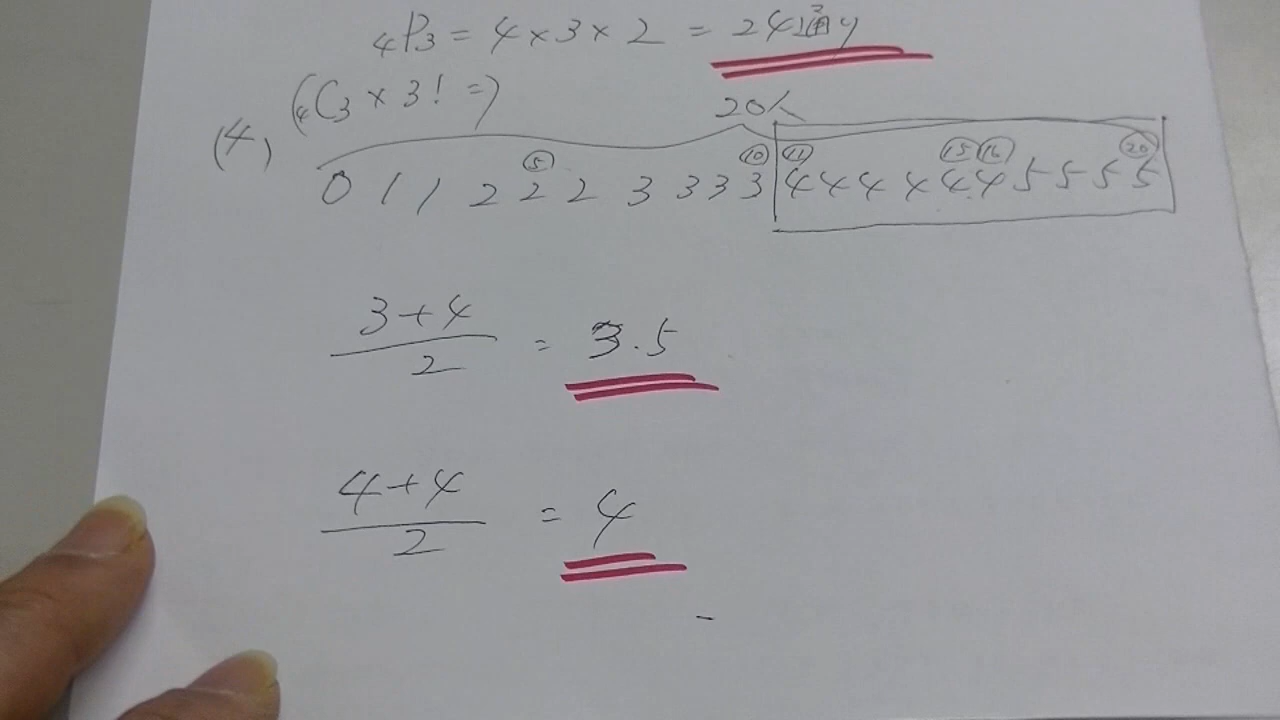 ₄P₃ = 4×3×2 = 24通り
(₄C₃ × 3! =)
(4)
20人
⑤ ⑩ ⑪ ⑮ ⑯ ⑳
0 1 1 2 2 2 3 3 3 3 4 4 4 4 4 4 5 5 5 5
3+4
2
= 3.5
4+4
2
= 4